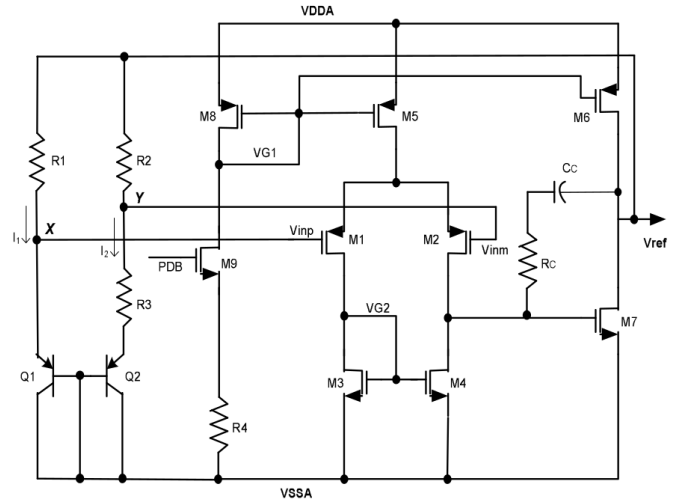 VDDA
M8
M5
M6
R1
R2
VG1
CC
X
Y
I1
I2
Vinp
M1
M2
Vinm
Vref
PDB
M9
RC
R3
VG2
M7
Q1
Q2
M3
M4
R4
VSSA